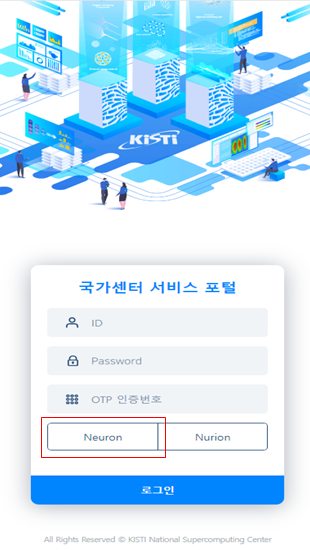 KiSTi
국가센터 서비스 포털
ID
Password
OTP 인증번호
Neuron
Nurion
로그인
All Rights Reserved © KISTI National Supercomputing Center